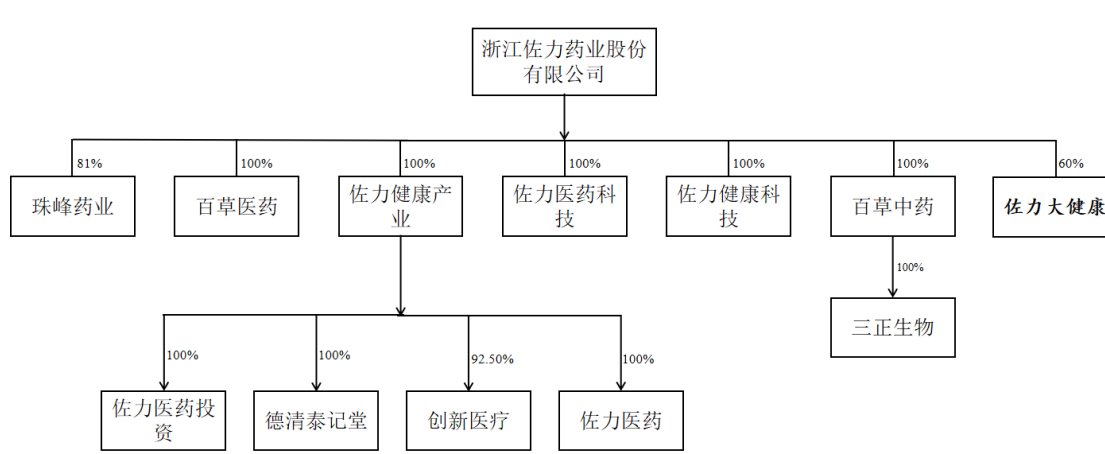 浙江佐力药业股份
有限公司
81%
100%
100%
100%
100%
100%
60%
珠峰药业
百草医药
佐力健康产
业
佐力医药科
技
佐力健康科
技
百草中药
佐力大健康
100%
三正生物
100%
100%
92.50%
100%
佐力医药投
资
德清泰记堂
创新医疗
佐力医药